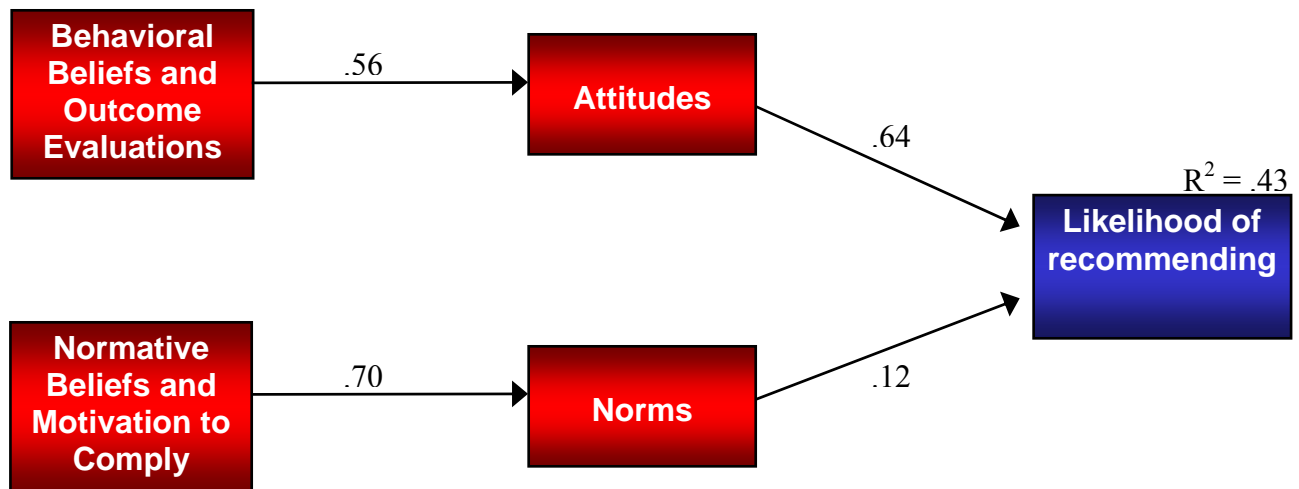 Behavioral
Beliefs and
Outcome
Evaluations
.56
Attitudes
.64
R² = .43
Likelihood of
recommending
Normative
Beliefs and
Motivation to
Comply
.70
Norms
.12